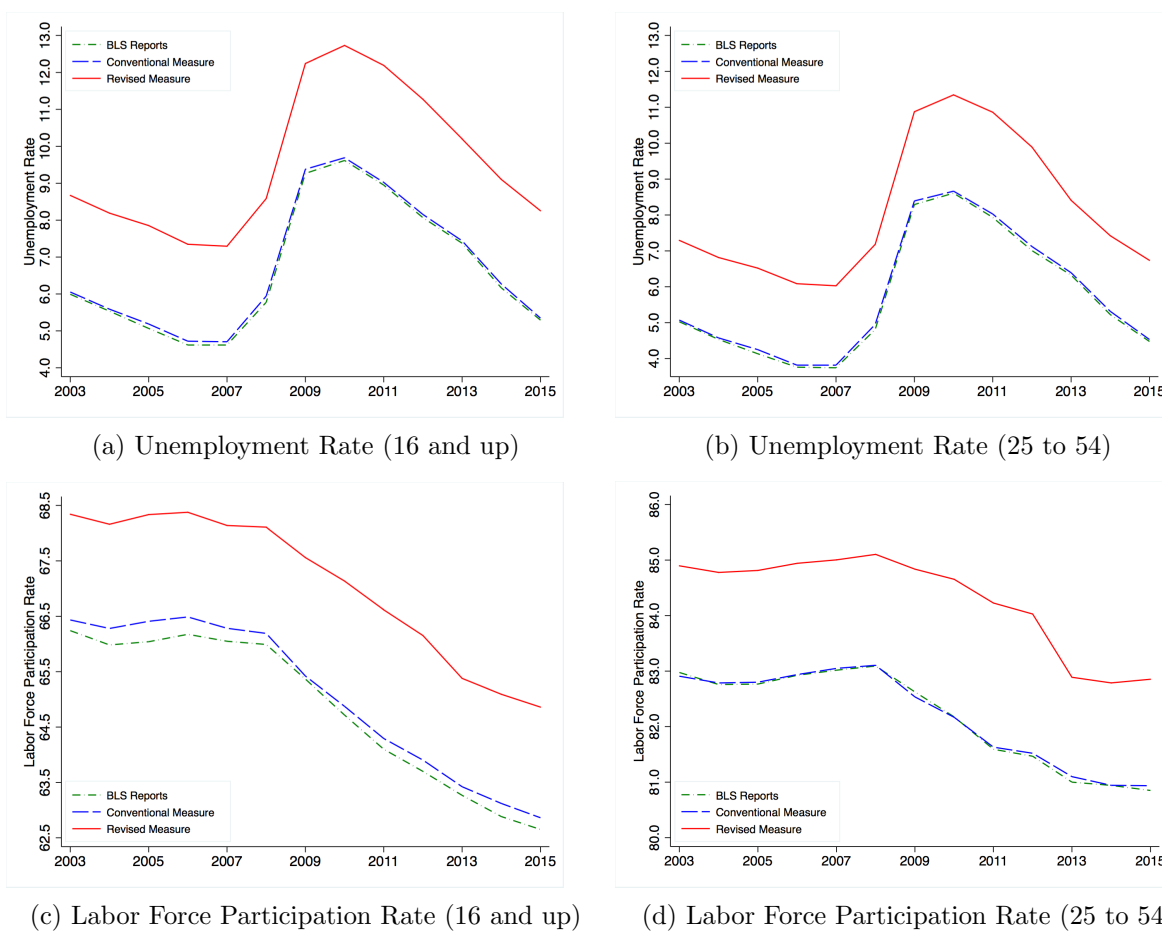 13.0
12.0
11.0
10.0
9.0
8.0
7.0
6.0
5.0
4.0
Unemployment Rate
BLS Reports
Conventional Measure
Revised Measure
2003 2005 2007 2009 2011 2013 2015
(a) Unemployment Rate (16 and up)
13.0
12.0
11.0
10.0
9.0
8.0
7.0
6.0
5.0
4.0
Unemployment Rate
BLS Reports
Conventional Measure
Revised Measure
2003 2005 2007 2009 2011 2013 2015
(b) Unemployment Rate (25 to 54)
68.5
67.5
66.5
65.5
64.5
63.5
62.5
Labor Force Participation Rate
BLS Reports
Conventional Measure
Revised Measure
2003 2005 2007 2009 2011 2013 2015
(c) Labor Force Participation Rate (16 and up)
86.0
85.0
84.0
83.0
82.0
81.0
80.0
Labor Force Participation Rate
BLS Reports
Conventional Measure
Revised Measure
2003 2005 2007 2009 2011 2013 2015
(d) Labor Force Participation Rate (25 to 54